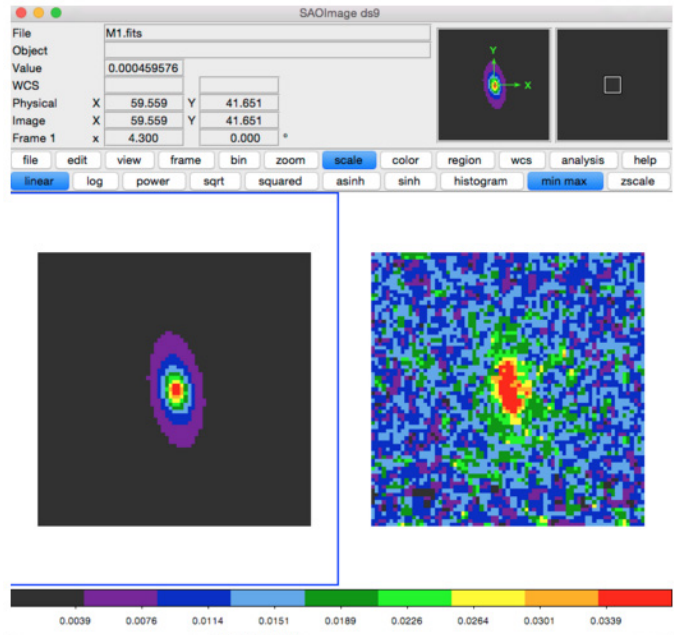 SAOImage ds9
File M1.fits
Object
Value 0.000459576
WCS
Physical X 59.559 Y 41.651
Image X 59.559 Y 41.651
Frame 1 x 4.300 0.000 °
file edit view frame bin zoom scale color region wcs analysis help
linear log power sqrt squared asinh sinh histogram min max zscale
Y
X
0.0039 0.0076 0.0114 0.0151 0.0189 0.0226 0.0264 0.0301 0.0339